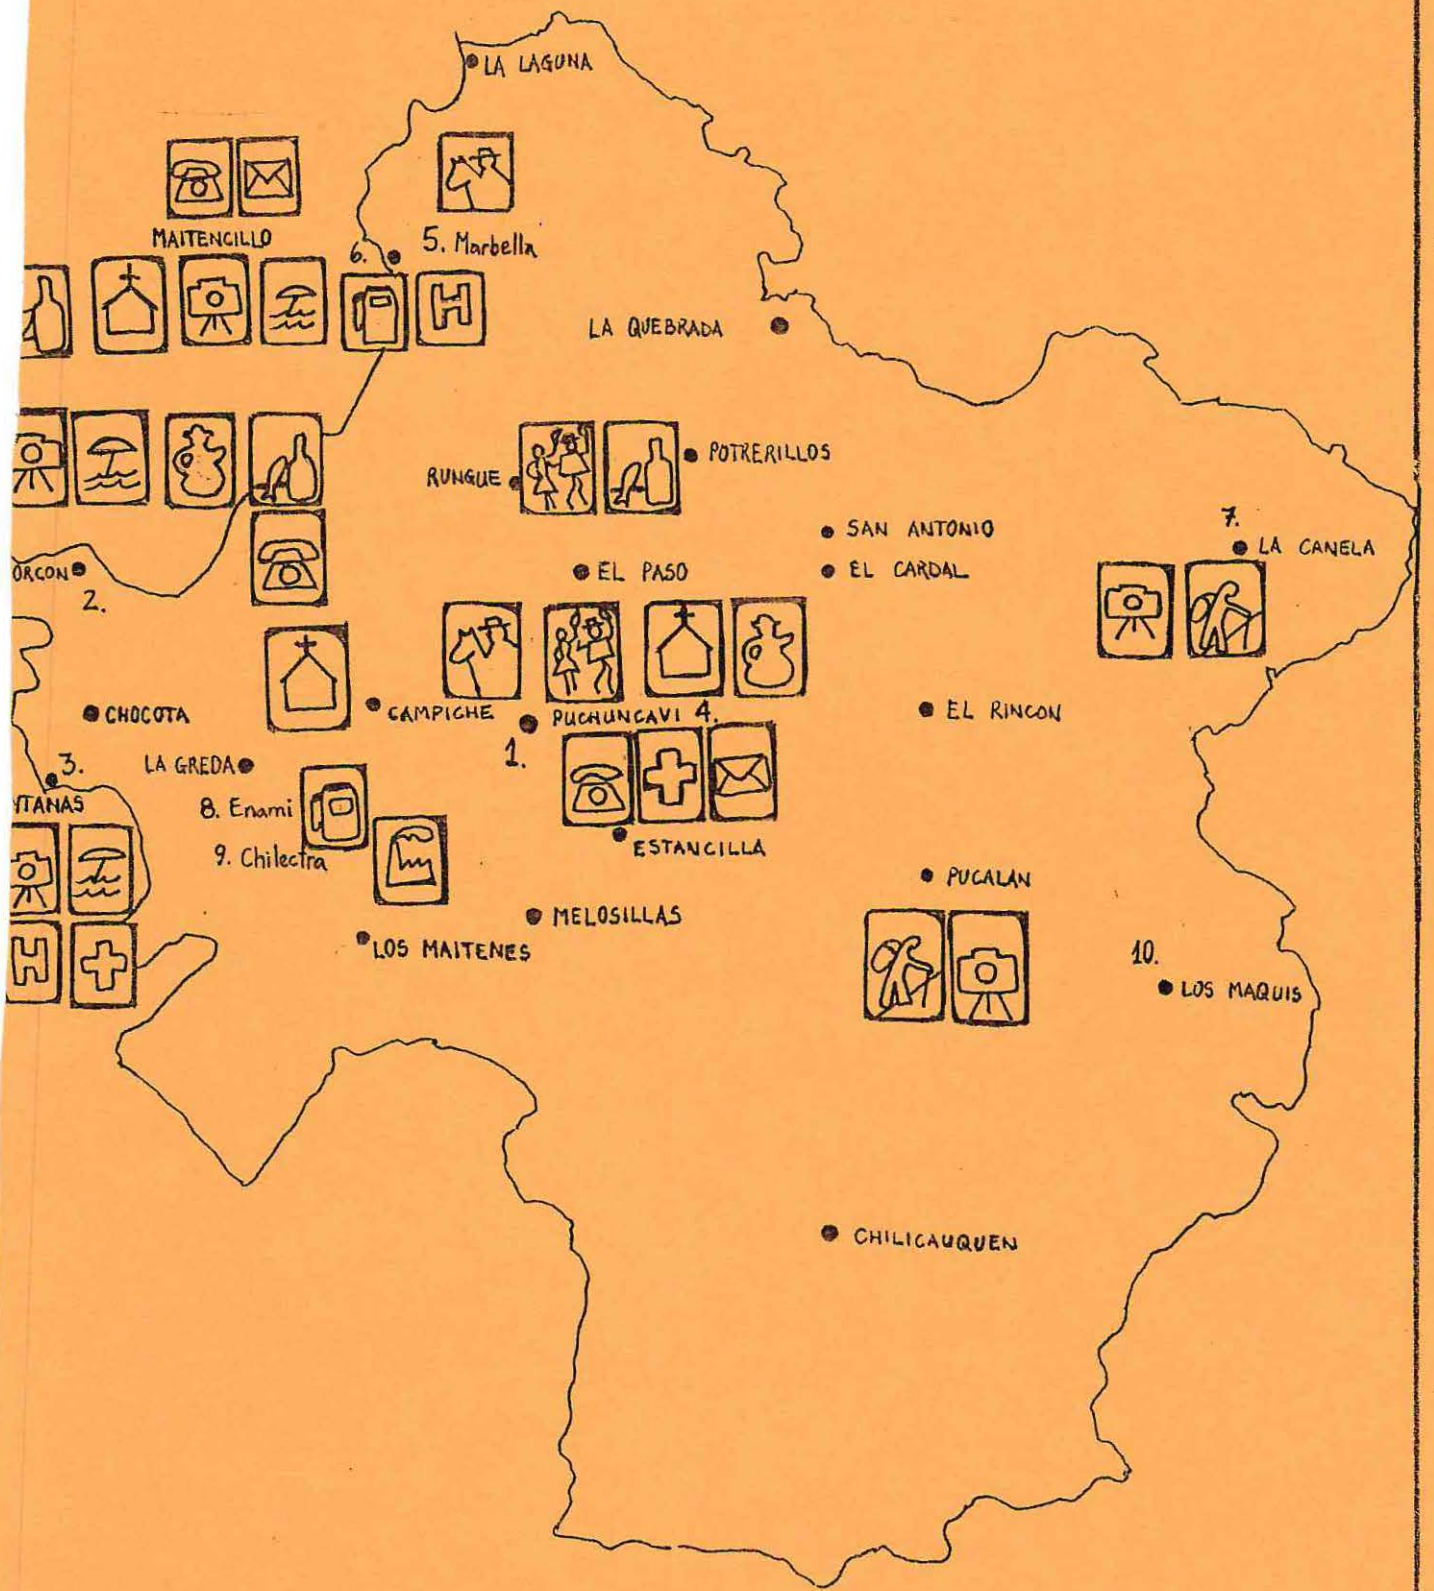 LA LAGUNA
MAITENCILLO
6.
5. Marbella
H
LA QUEBRADA
RUNGUE
POTRERILLOS
SAN ANTONIO
7.
LA CANELA
ORCON
EL PASO
EL CARDAL
2.
CHOCOTA
CAMPICHE
PUCHUNCAVI 4.
EL RINCON
1.
3.
LA GREDA
NTANAS
8. Enami
9. Chilectra
ESTANCILLA
PUCALAN
MELOSILLAS
H
LOS MAITENES
10.
LOS MAQUIS
CHILICAUQUEN